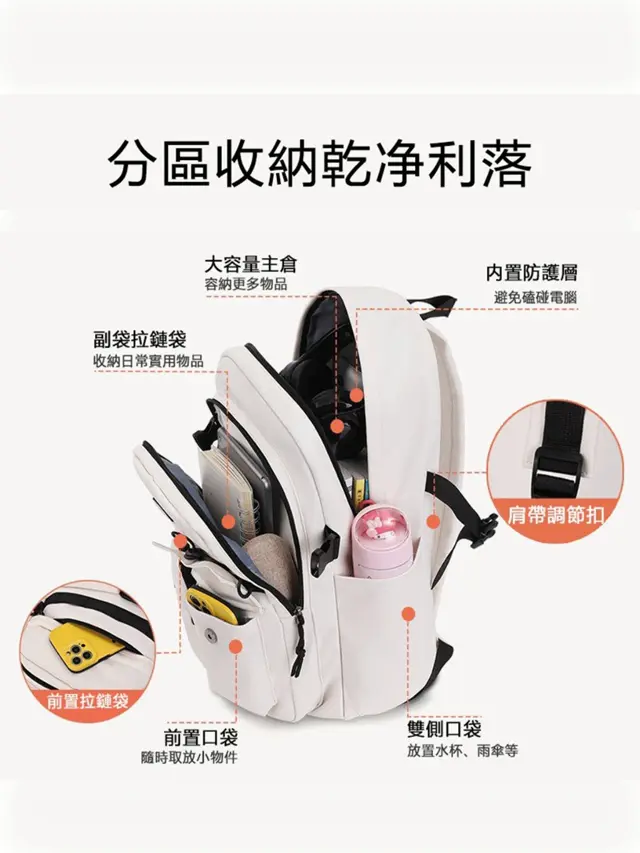 分區收納乾净利落
大容量主倉
容納更多物品
内置防護層
避免磕碰電腦
副袋拉鏈袋
收納日常實用物品
肩帶調節扣
前置拉鏈袋
前置口袋
隨時取放小物件
雙側口袋
放置水杯、雨傘等